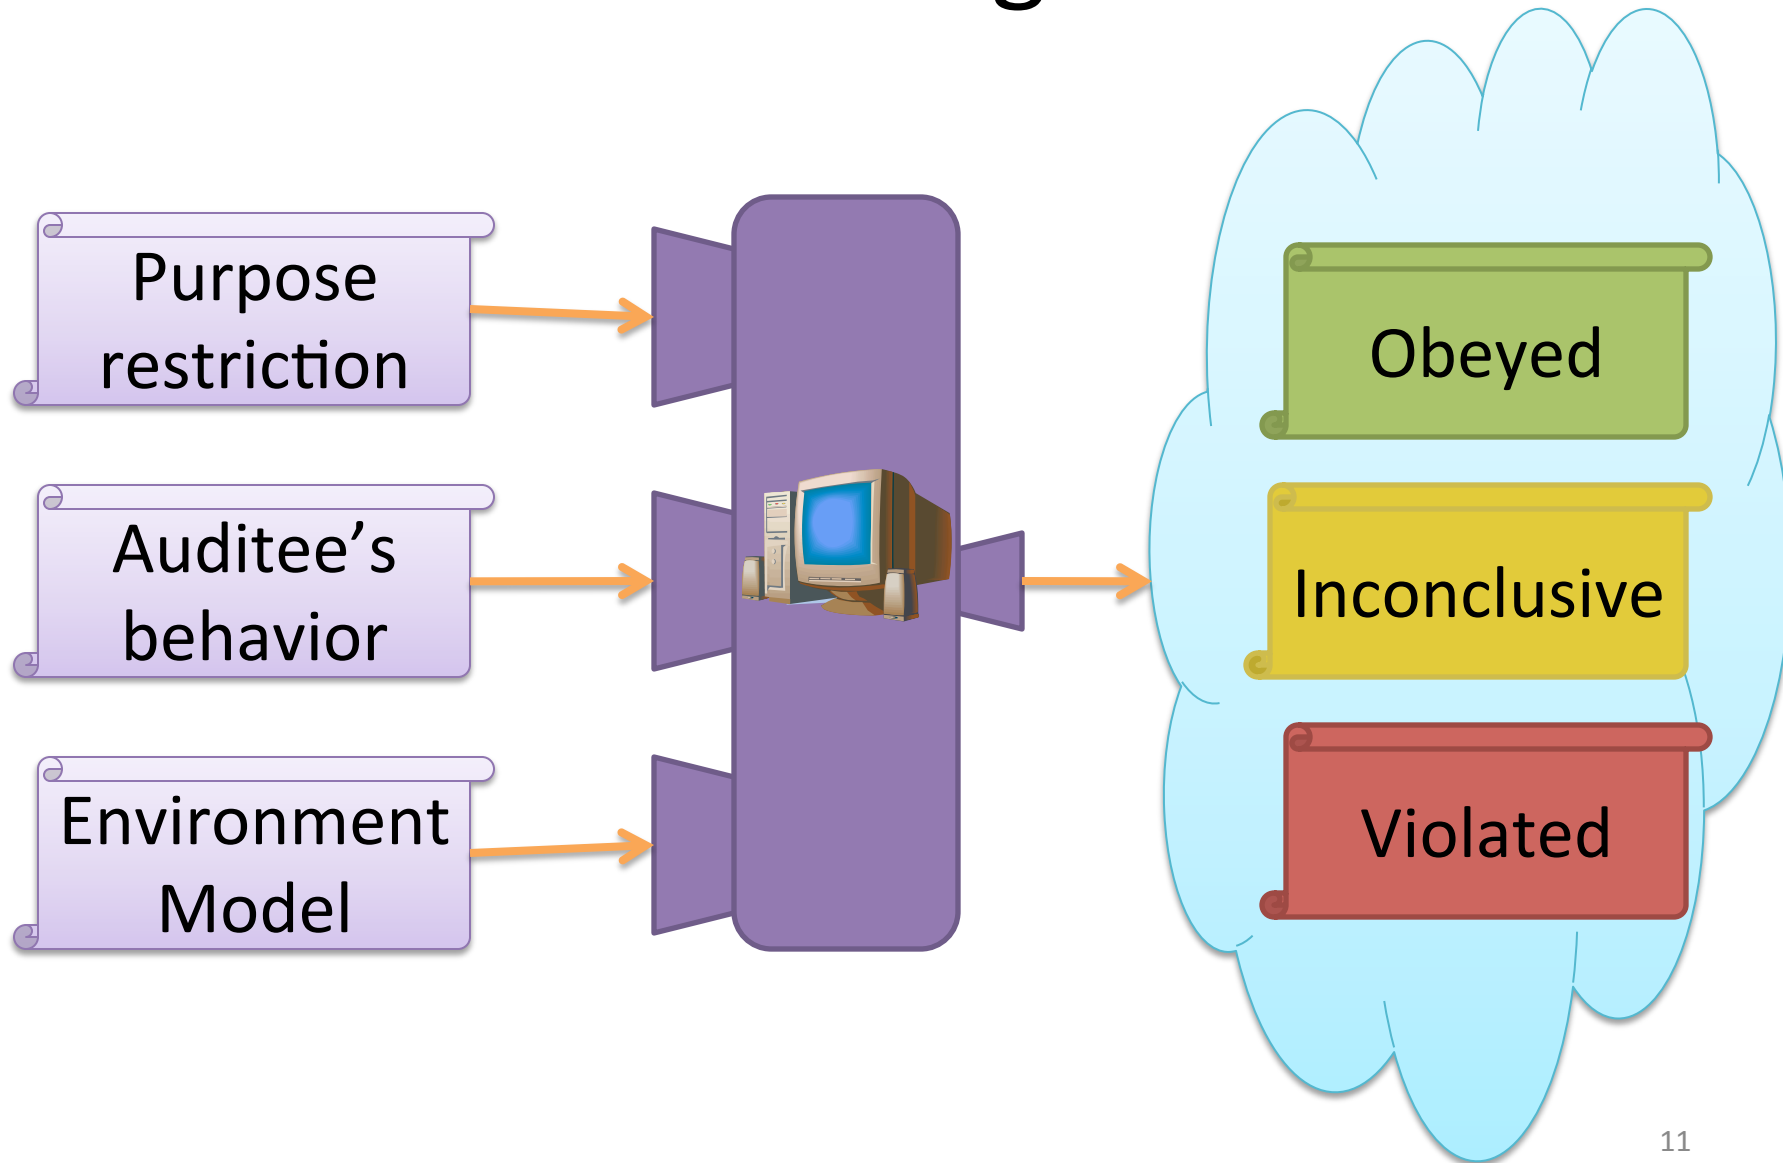 Purpose
restriction
Auditee’s
behavior
Environment
Model
Obeyed
Inconclusive
Violated
11